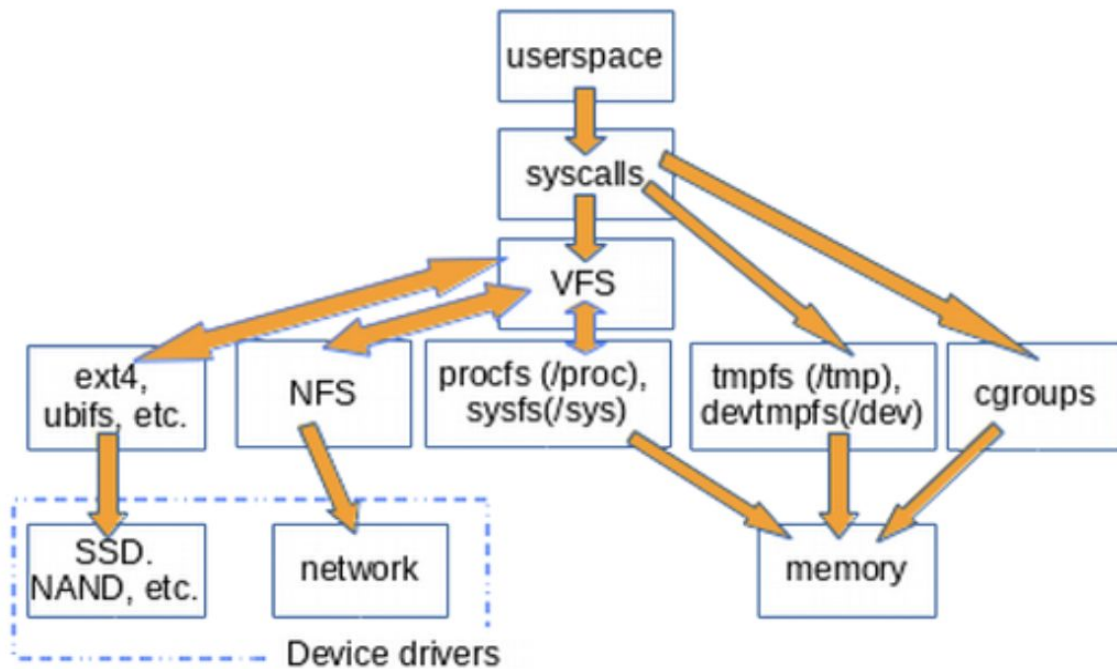 userspace
syscalls
VFS
ext4,
ubifs, etc.
NFS
procfs (/proc),
sysfs(/sys)
tmpfs (/tmp),
devtmpfs(/dev)
cgroups
SSD.
NAND, etc.
network
memory
Device drivers